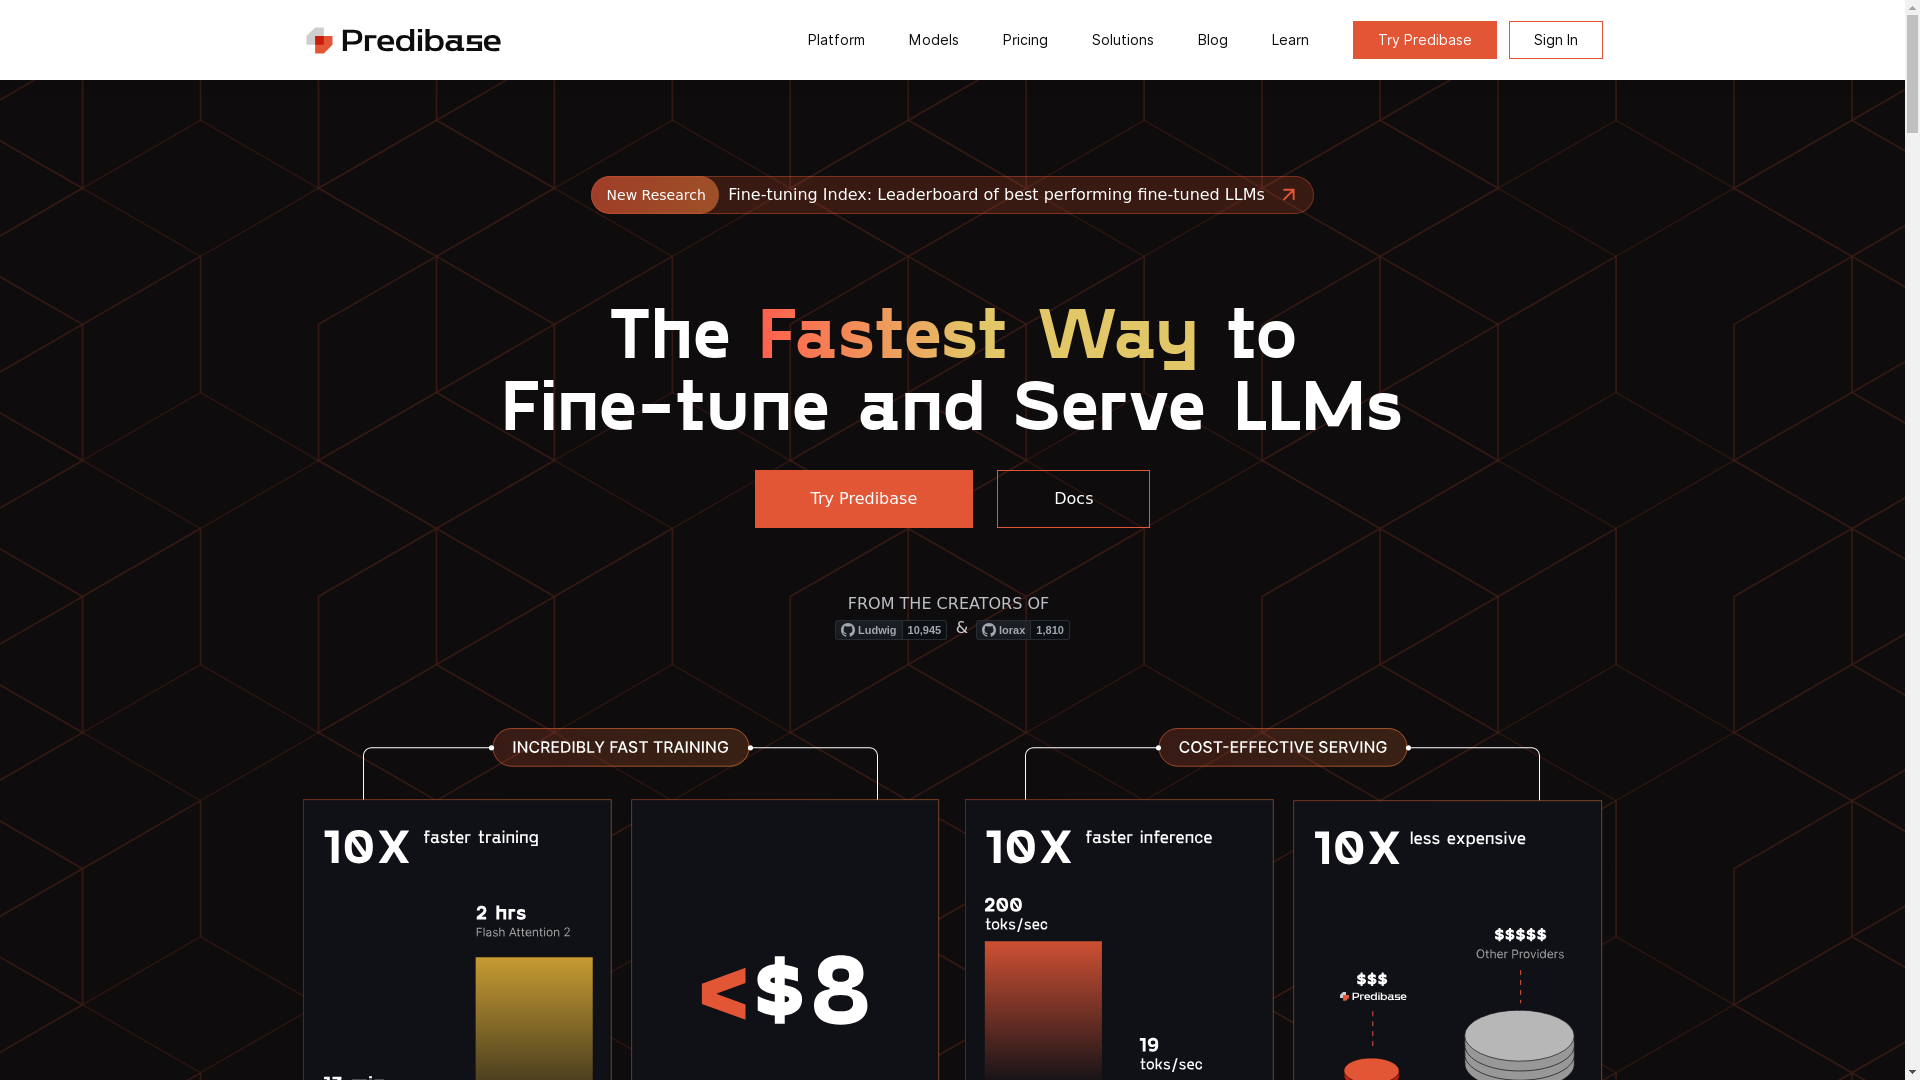 Predibase
Platform
Models
Pricing
Solutions
Blog
Learn
Try Predibase
Sign In
New Research
Fine-tuning Index: Leaderboard of best performing fine-tuned LLMs
The Fastest Way to
Fine-tune and Serve LLMs
Try Predibase
Docs
FROM THE CREATORS OF
Ludwig 10,945 & lorax 1,810
INCREDIBLY FAST TRAINING
COST-EFFECTIVE SERVING
10X faster training
2 hrs
Flash Attention 2
<$8
10X faster inference
200
toks/sec
19
toks/sec
10X less expensive
$$$$$
Other Providers
$$$
Predibase